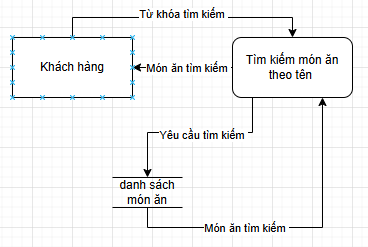 Từ khóa tìm kiếm
Khách hàng
Món ăn tìm kiếm
Tìm kiếm món ăn
theo tên
Yêu cầu tìm kiếm
danh sách
món ăn
Món ăn tìm kiếm